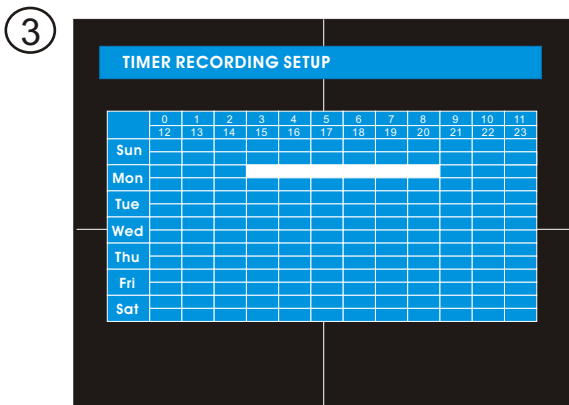 3
TIMER RECORDING SETUP
0 1 2 3 4 5 6 7 8 9 10 11
12 13 14 15 16 17 18 19 20 21 22 23
Sun
Mon
Tue
Wed
Thu
Fri
Sat